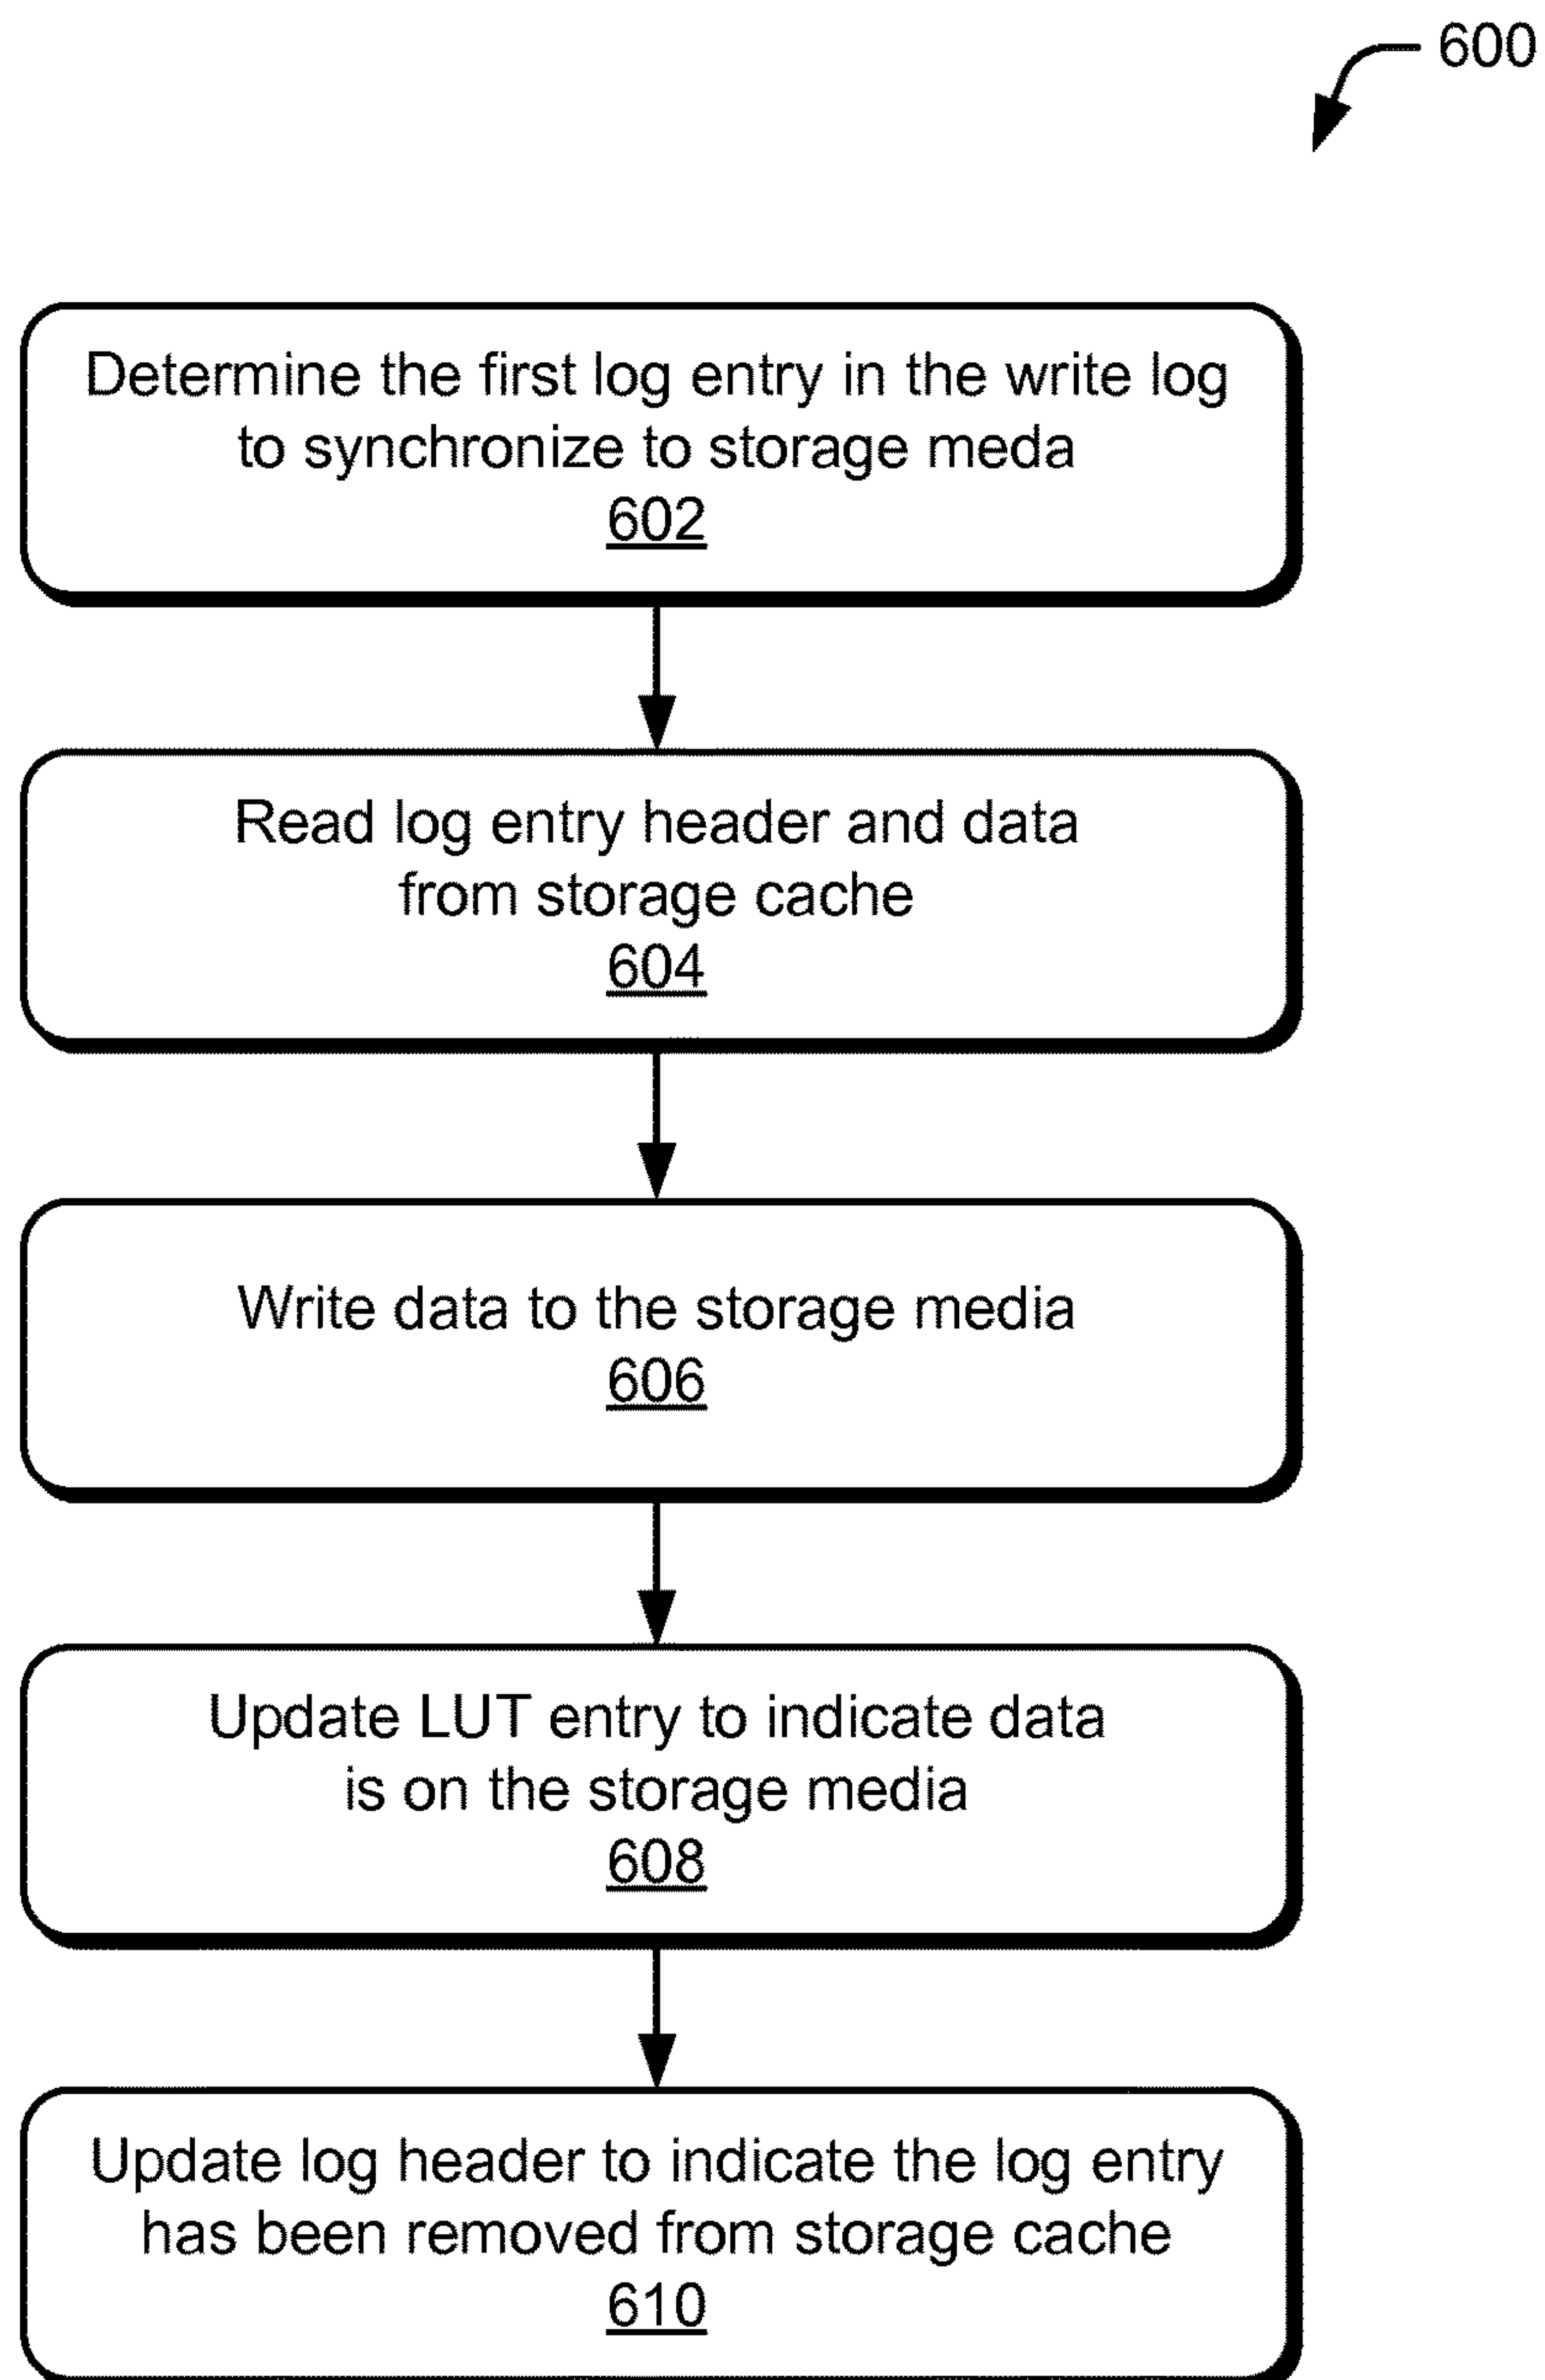 600
Determine the first log entry in the write log
to synchronize to storage meda
602
Read log entry header and data
from storage cache
604
Write data to the storage media
606
Update LUT entry to indicate data
is on the storage media
608
Update log header to indicate the log entry
has been removed from storage cache
610